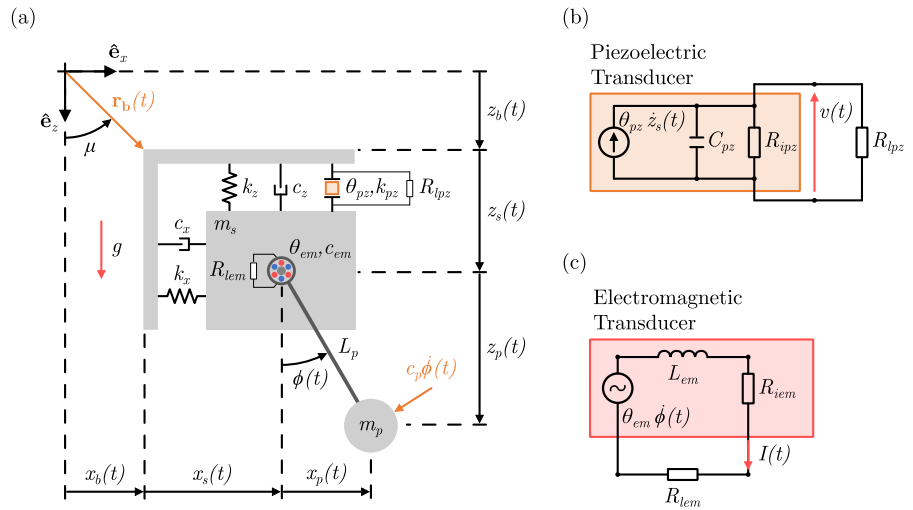 (a)
ê_x
ê_z
r_b(t)
μ
g
z_b(t)
z_s(t)
z_p(t)
k_z
c_z
θ_pz, k_pz
R_lpz
m_s
c_x
k_x
θ_em, c_em
R_lem
L_p
ϕ(t)
c_p ϕ̇(t)
m_p
x_b(t)
x_s(t)
x_p(t)
(b)
Piezoelectric
Transducer
θ_pz ż_s(t)
C_pz
R_ipz
v(t)
R_lpz
(c)
Electromagnetic
Transducer
L_em
R_iem
θ_em ϕ̇(t)
I(t)
R_lem